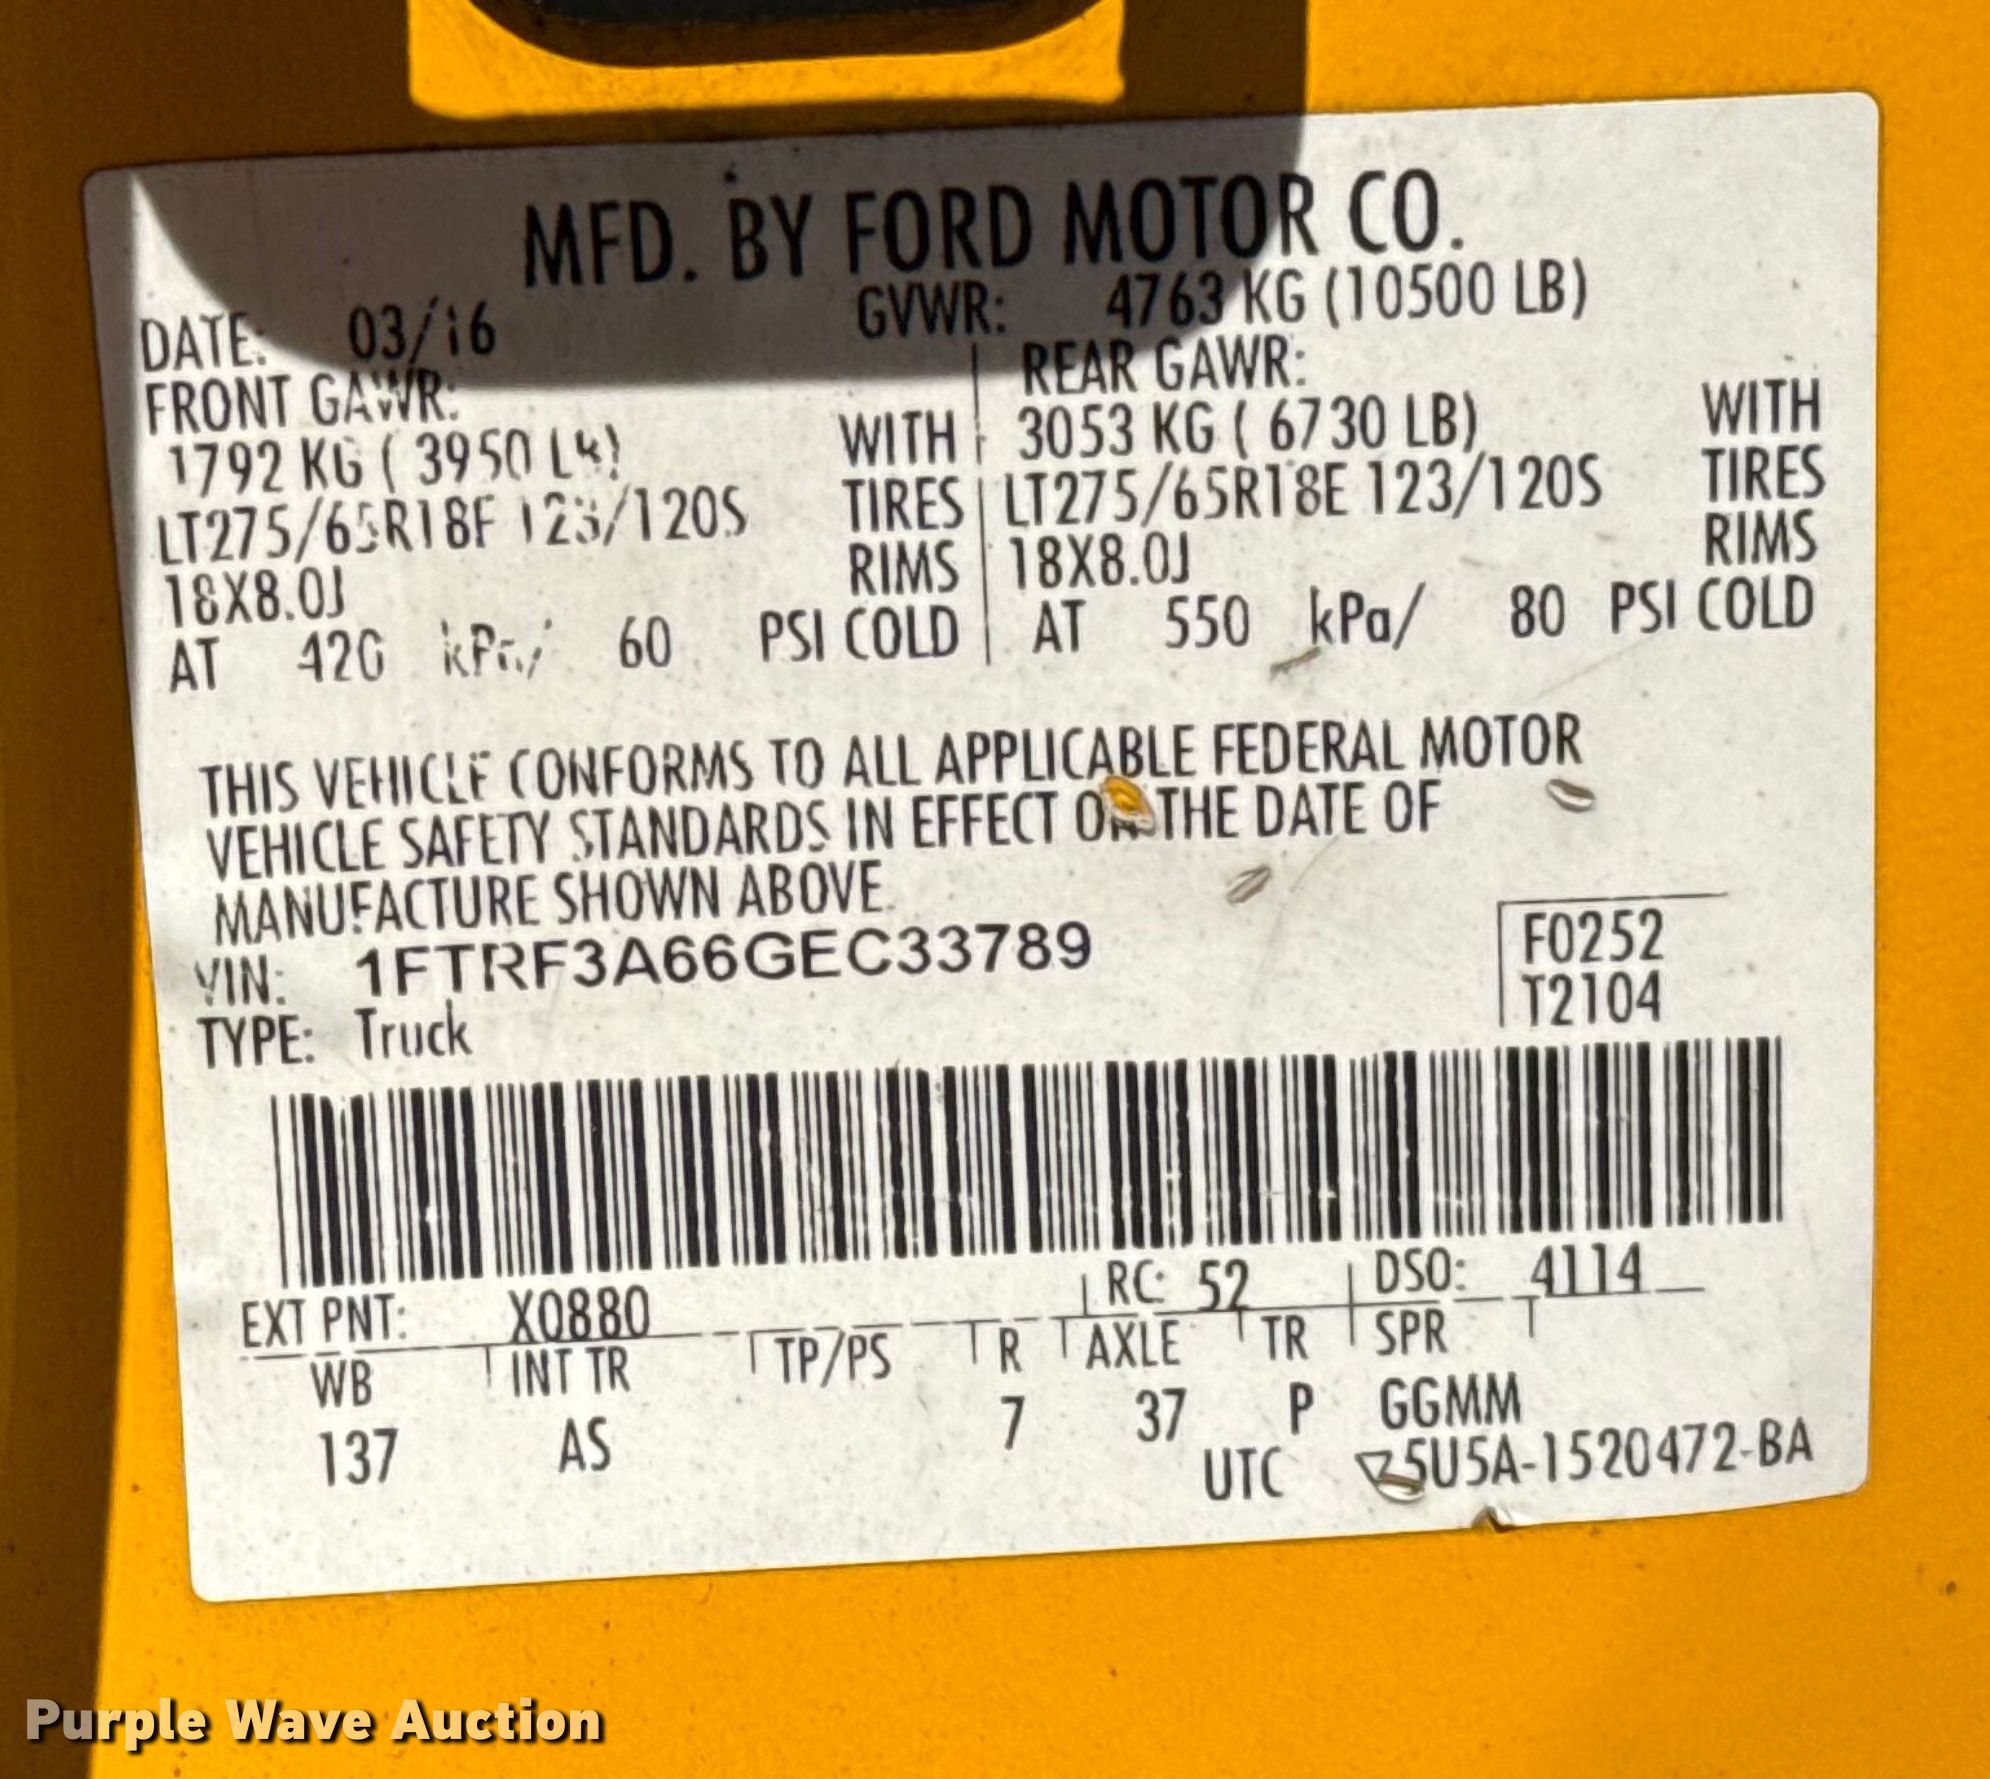 MFD. BY FORD MOTOR CO.
DATE: 03/16 GVWR: 4763 KG (10500 LB)
FRONT GAWR: REAR GAWR:
1792 KG ( 3950 LB) WITH 3053 KG ( 6730 LB) WITH
LT275/65R18E 123/120S TIRES LT275/65R18E 123/120S TIRES
18X8.0J RIMS 18X8.0J RIMS
AT 420 kPa/ 60 PSI COLD AT 550 kPa/ 80 PSI COLD
THIS VEHICLE CONFORMS TO ALL APPLICABLE FEDERAL MOTOR
VEHICLE SAFETY STANDARDS IN EFFECT ON THE DATE OF
MANUFACTURE SHOWN ABOVE.
VIN: 1FTRF3A66GEC33789 F0252
TYPE: Truck T2104
EXT PNT: X0880 RC: 52 DSO: 4114
WB INT TR TP/PS R AXLE TR SPR
137 AS 7 37 P GGMM
UTC 5U5A-1520472-BA
Purple Wave Auction